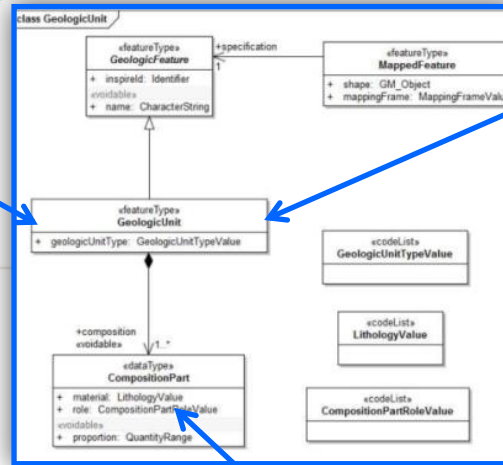 class GeologicUnit
«featureType»
GeologicFeature
+ inspireId: Identifier
«voidable»
+ name: CharacterString
+specification
1
«featureType»
MappedFeature
+ shape: GM_Object
+ mappingFrame: MappingFrameValu
«featureType»
GeologicUnit
+ geologicUnitType: GeologicUnitTypeValue
«codeList»
GeologicUnitTypeValue
+composition
«voidable»
1..*
«codeList»
LithologyValue
«dataType»
CompositionPart
+ material: LithologyValue
+ role: CompositionPartRoleValue
«voidable»
+ proportion: QuantityRange
«codeList»
CompositionPartRoleValue